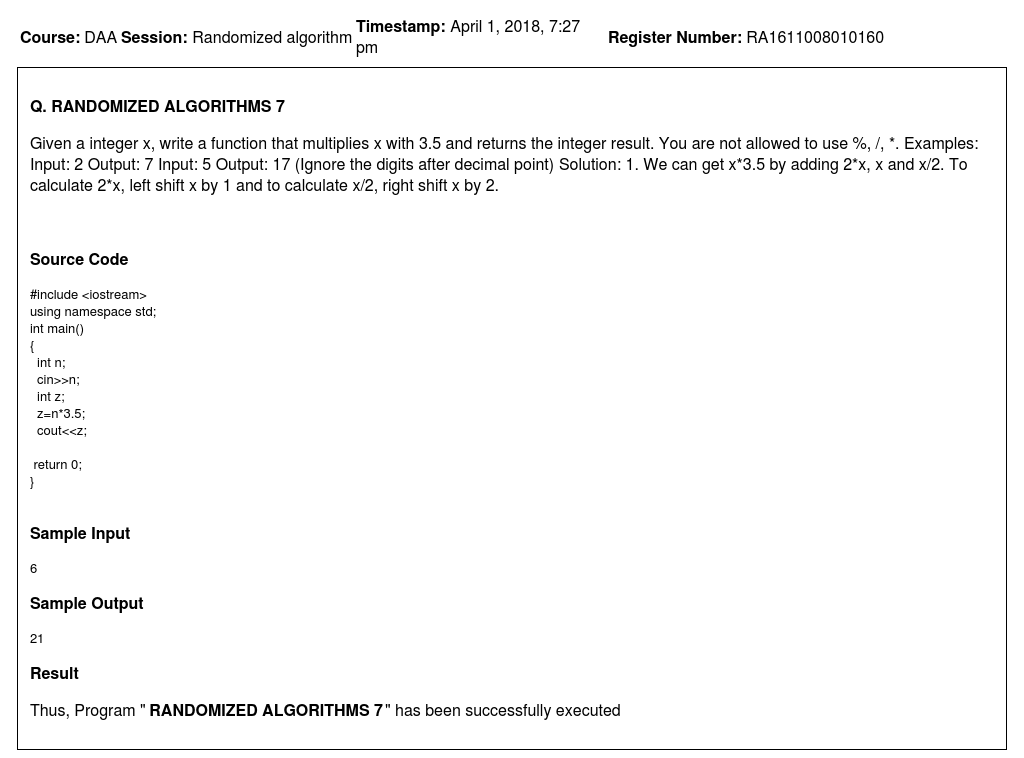 Course: DAA Session: Randomized algorithm Timestamp: April 1, 2018, 7:27 pm Register Number: RA1611008010160
Q. RANDOMIZED ALGORITHMS 7
Given a integer x, write a function that multiplies x with 3.5 and returns the integer result. You are not allowed to use %, /, *. Examples:
Input: 2 Output: 7 Input: 5 Output: 17 (Ignore the digits after decimal point) Solution: 1. We can get x*3.5 by adding 2*x, x and x/2. To
calculate 2*x, left shift x by 1 and to calculate x/2, right shift x by 2.
Source Code
#include <iostream>
using namespace std;
int main()
{
int n;
cin>>n;
int z;
z=n*3.5;
cout<<z;
return 0;
}
Sample Input
6
Sample Output
21
Result
Thus, Program " RANDOMIZED ALGORITHMS 7" has been successfully executed